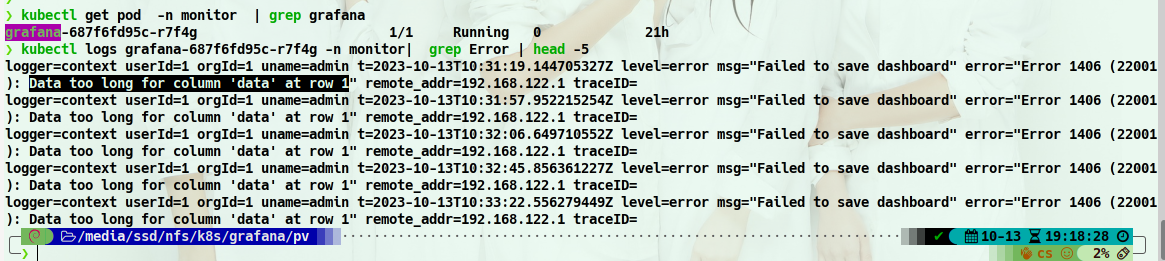 ❯ kubectl get pod  -n monitor  | grep grafana
grafana-687f6fd95c-r7f4g                        1/1     Running   0             21h
❯ kubectl logs grafana-687f6fd95c-r7f4g -n monitor|  grep Error | head -5
logger=context userId=1 orgId=1 uname=admin t=2023-10-13T10:31:19.144705327Z level=error msg="Failed to save dashboard" error="Error 1406 (22001
): Data too long for column 'data' at row 1" remote_addr=192.168.122.1 traceID=
logger=context userId=1 orgId=1 uname=admin t=2023-10-13T10:31:57.952215254Z level=error msg="Failed to save dashboard" error="Error 1406 (22001
): Data too long for column 'data' at row 1" remote_addr=192.168.122.1 traceID=
logger=context userId=1 orgId=1 uname=admin t=2023-10-13T10:32:06.649710552Z level=error msg="Failed to save dashboard" error="Error 1406 (22001
): Data too long for column 'data' at row 1" remote_addr=192.168.122.1 traceID=
logger=context userId=1 orgId=1 uname=admin t=2023-10-13T10:32:45.856361227Z level=error msg="Failed to save dashboard" error="Error 1406 (22001
): Data too long for column 'data' at row 1" remote_addr=192.168.122.1 traceID=
logger=context userId=1 orgId=1 uname=admin t=2023-10-13T10:33:22.556279449Z level=error msg="Failed to save dashboard" error="Error 1406 (22001
): Data too long for column 'data' at row 1" remote_addr=192.168.122.1 traceID=
/media/ssd/nfs/k8s/grafana/pv ✔ 10-13 19:18:28
❯ cs 2%